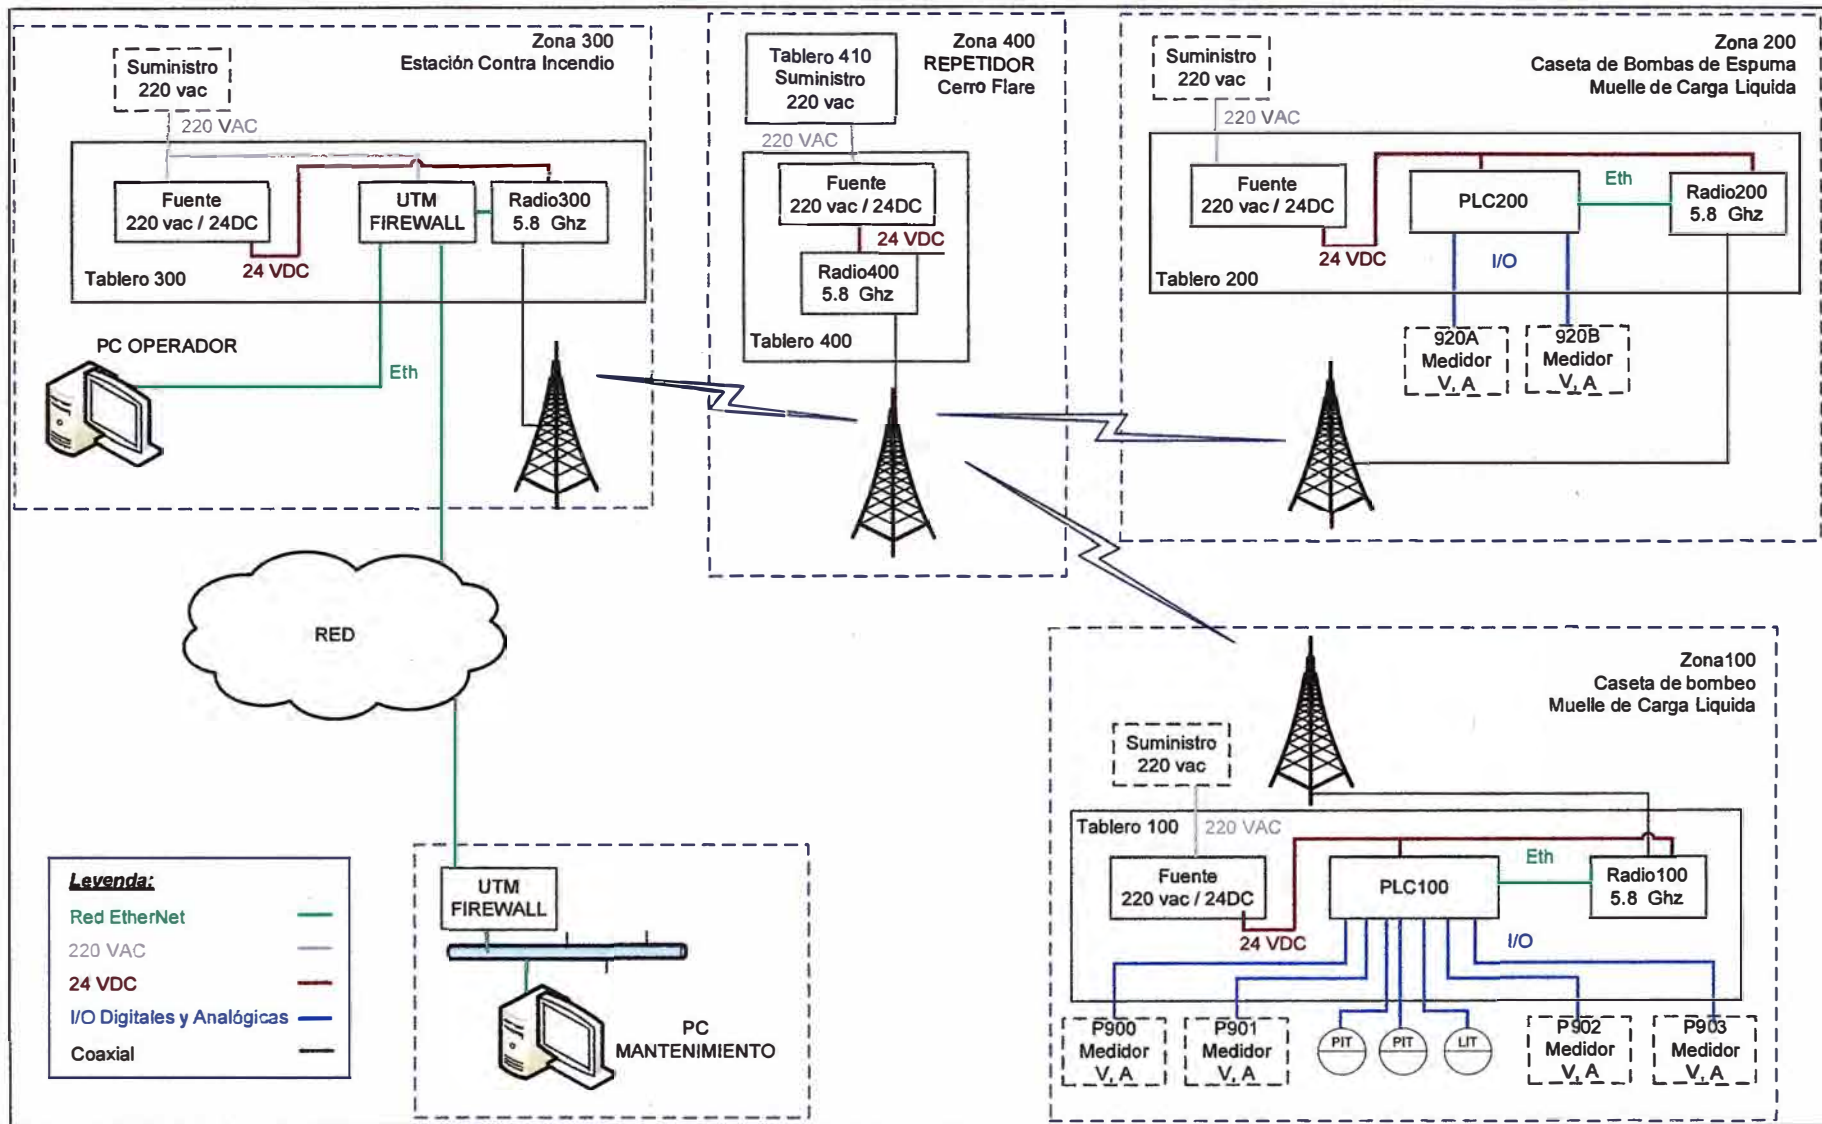 Zona 300
Estación Contra Incendio
Suministro
220 vac
220 VAC
Fuente
220 vac / 24DC
UTM
FIREWALL
Radio300
5.8 Ghz
24 VDC
Tablero 300
PC OPERADOR
Eth
Zona 400
REPETIDOR
Cerro Flare
Tablero 410
Suministro
220 vac
220 VAC
Fuente
220 vac / 24DC
24 VDC
Radio400
5.8 Ghz
Tablero 400
Zona 200
Caseta de Bombas de Espuma
Muelle de Carga Liquida
Suministro
220 vac
220 VAC
Fuente
220 vac / 24DC
PLC200
Eth
Radio200
5.8 Ghz
24 VDC
I/O
Tablero 200
920A
Medidor
V, A
920B
Medidor
V, A
RED
Zona100
Caseta de bombeo
Muelle de Carga Liquida
Suministro
220 vac
Tablero 100
220 VAC
Fuente
220 vac / 24DC
PLC100
Eth
Radio100
5.8 Ghz
24 VDC
I/O
P900
Medidor
V, A
P901
Medidor
V, A
PIT
PIT
LIT
P902
Medidor
V, A
P903
Medidor
V, A
UTM
FIREWALL
PC
MANTENIMIENTO
Leyenda:
Red EtherNet
220 VAC
24 VDC
I/O Digitales y Analógicas
Coaxial